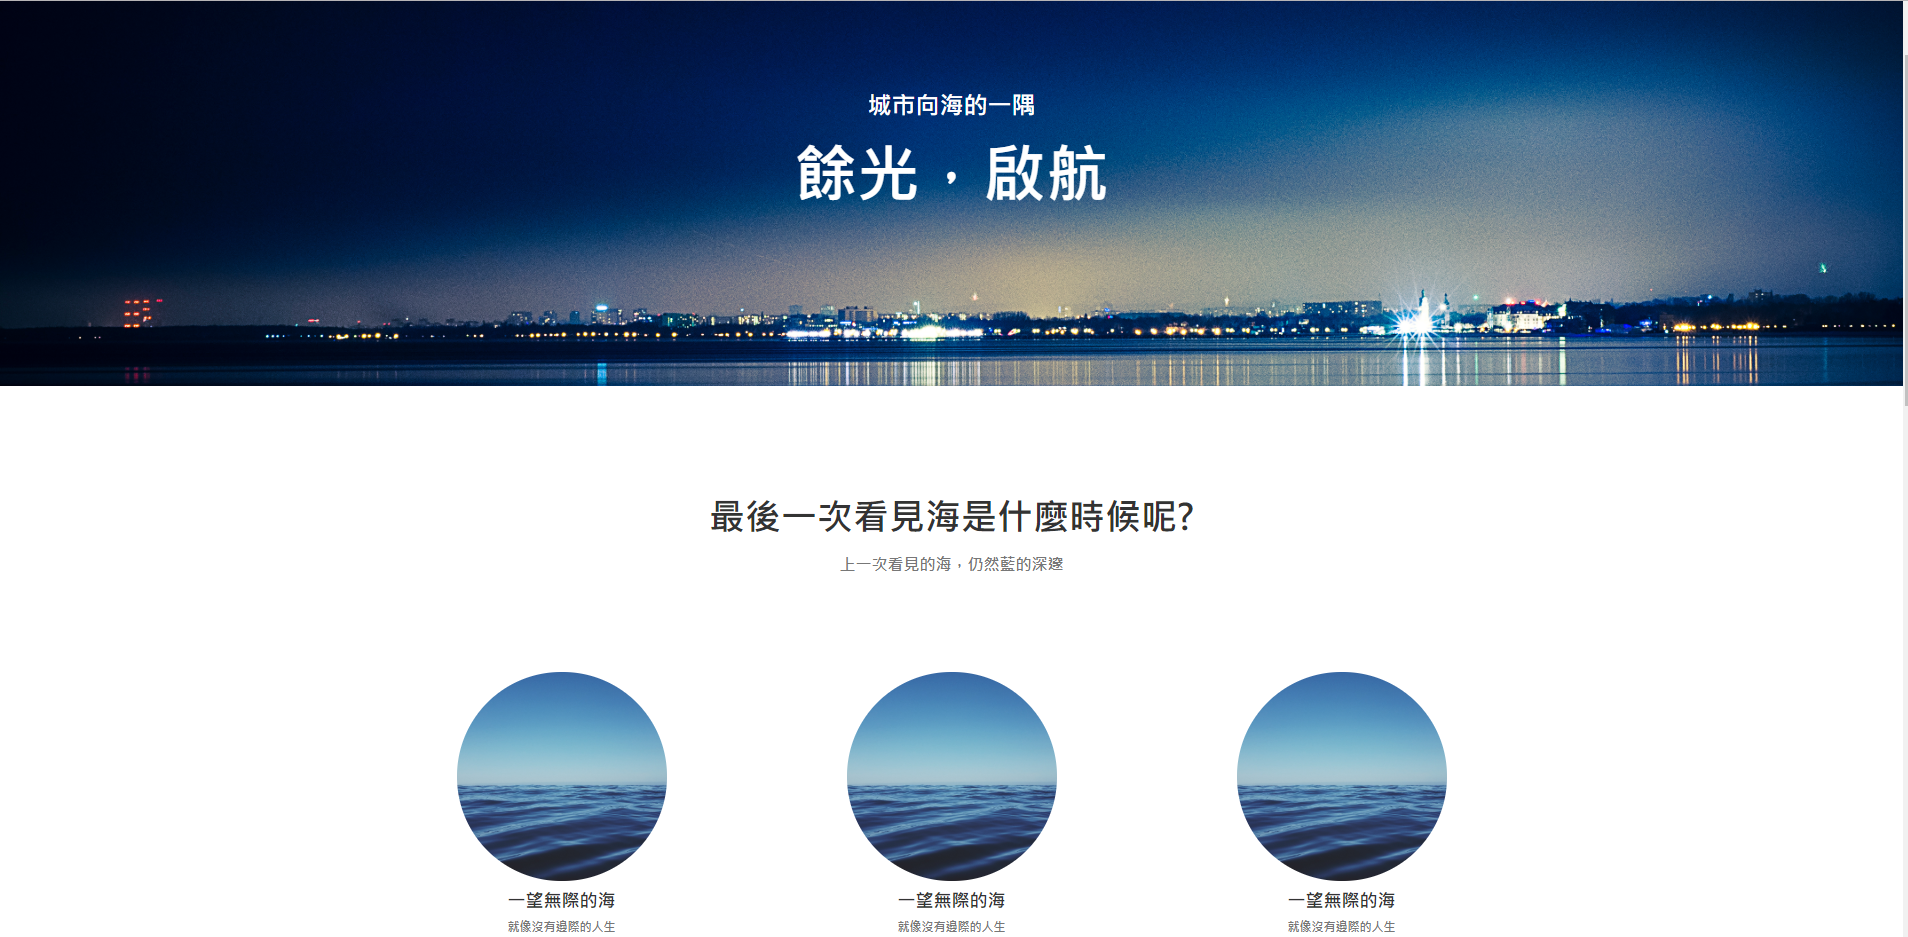 城市向海的一隅
餘光，啟航
最後一次看見海是什麼時候呢?
上一次看見的海，仍然藍的深邃
一望無際的海
就像沒有邊際的人生
一望無際的海
就像沒有邊際的人生
一望無際的海
就像沒有邊際的人生